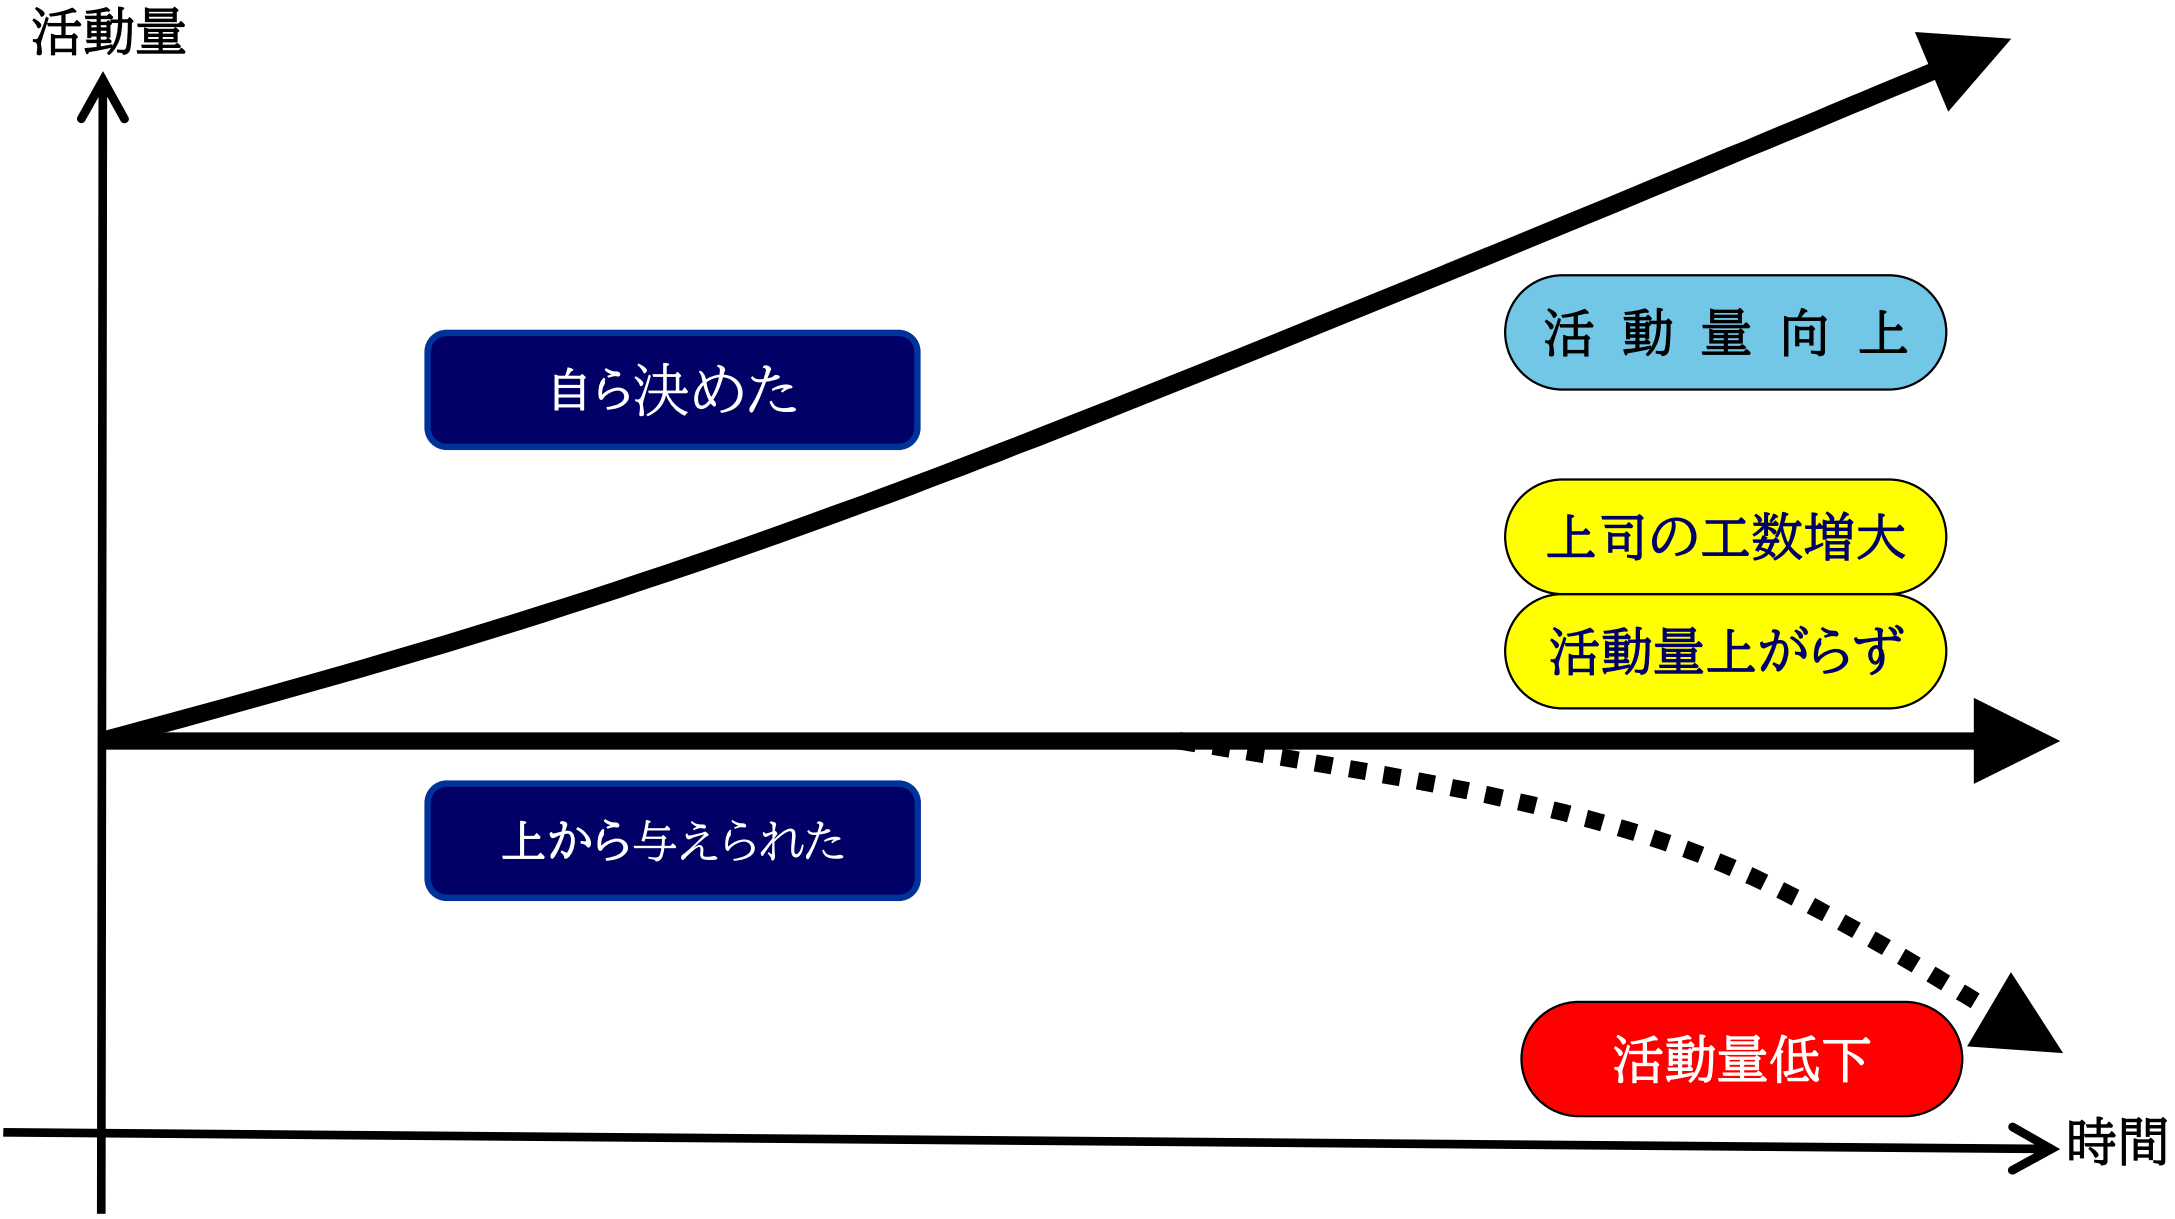 活動量
活動量向上
自ら決めた
上司の工数増大
活動量上がらず
上から与えられた
活動量低下
時間